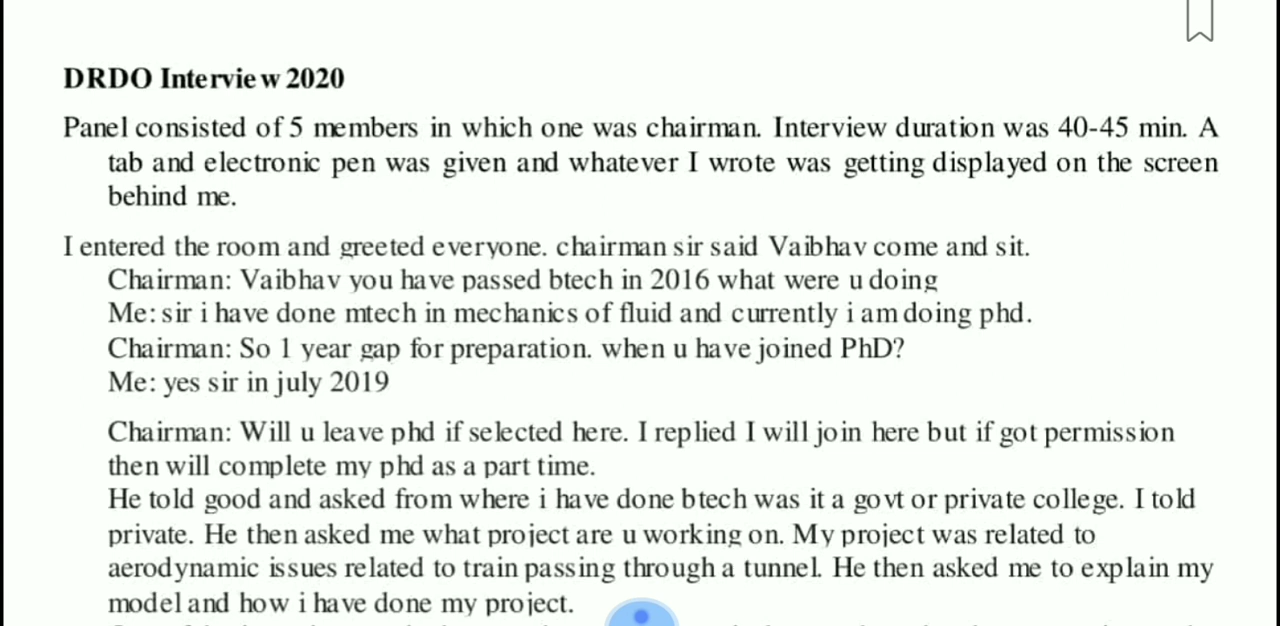 DRDO Interview 2020
Panel consisted of 5 members in which one was chairman. Interview duration was 40-45 min. A
tab and electronic pen was given and whatever I wrote was getting displayed on the screen
behind me.
I entered the room and greeted everyone. chairman sir said Vaibhav come and sit.
Chairman: Vaibhav you have passed btech in 2016 what were u doing
Me: sir i have done mtech in mechanics of fluid and currently i am doing phd.
Chairman: So 1 year gap for preparation. when u have joined PhD?
Me: yes sir in july 2019
Chairman: Will u leave phd if selected here. I replied I will join here but if got permission
then will complete my phd as a part time.
He told good and asked from where i have done btech was it a govt or private college. I told
private. He then asked me what project are u working on. My project was related to
aerodynamic issues related to train passing through a tunnel. He then asked me to explain my
model and how i have done my project.